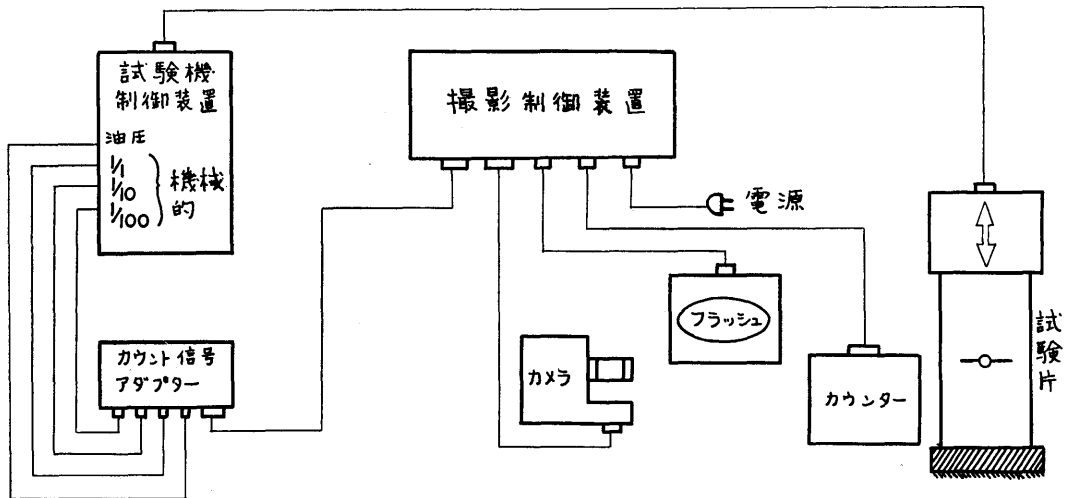 試験機
制御装置
油圧
1/1
1/10
1/100
機械
的
撮影制御装置
電源
フラッシュ
カメラ
カウンター
試験片
カウント信号
アダプター